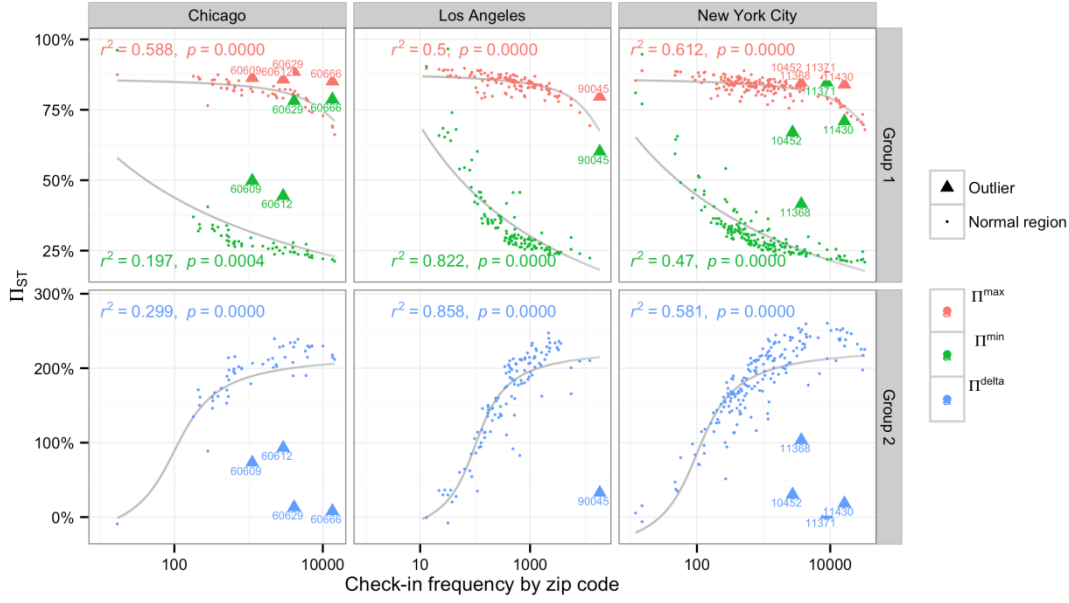 Chicago
Los Angeles
New York City
100%
75%
50%
25%
r² = 0.588, p = 0.0000
60629
60609
60612
60666
60629
60666
60609
60612
r² = 0.197, p = 0.0004
r² = 0.5, p = 0.0000
90045
90045
r² = 0.822, p = 0.0000
r² = 0.612, p = 0.0000
10452
11371
11368
11430
11371
10452
11430
11368
r² = 0.47, p = 0.0000
Group 1
Π_ST
300%
200%
100%
0%
r² = 0.299, p = 0.0000
60612
60609
60629
60666
r² = 0.858, p = 0.0000
90045
r² = 0.581, p = 0.0000
11368
10452
11430
11371
Group 2
100
10000
10
1000
100
10000
Check-in frequency by zip code
Outlier
Normal region
Π^max
Π^min
Π^delta